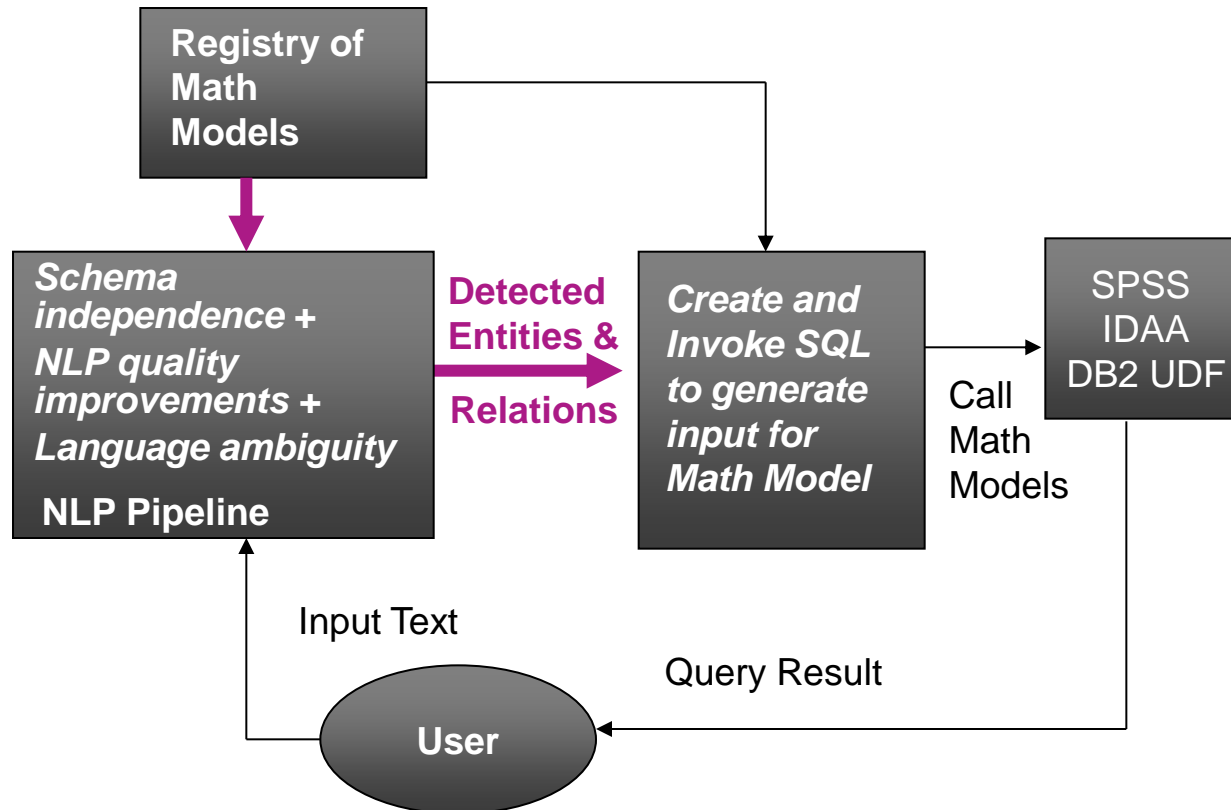 Registry of
Math
Models
Schema
independence +
NLP quality
improvements +
Language ambiguity
NLP Pipeline
Detected
Entities &
Relations
Create and
Invoke SQL
to generate
input for
Math Model
Call
Math
Models
SPSS
IDAA
DB2 UDF
Input Text
Query Result
User